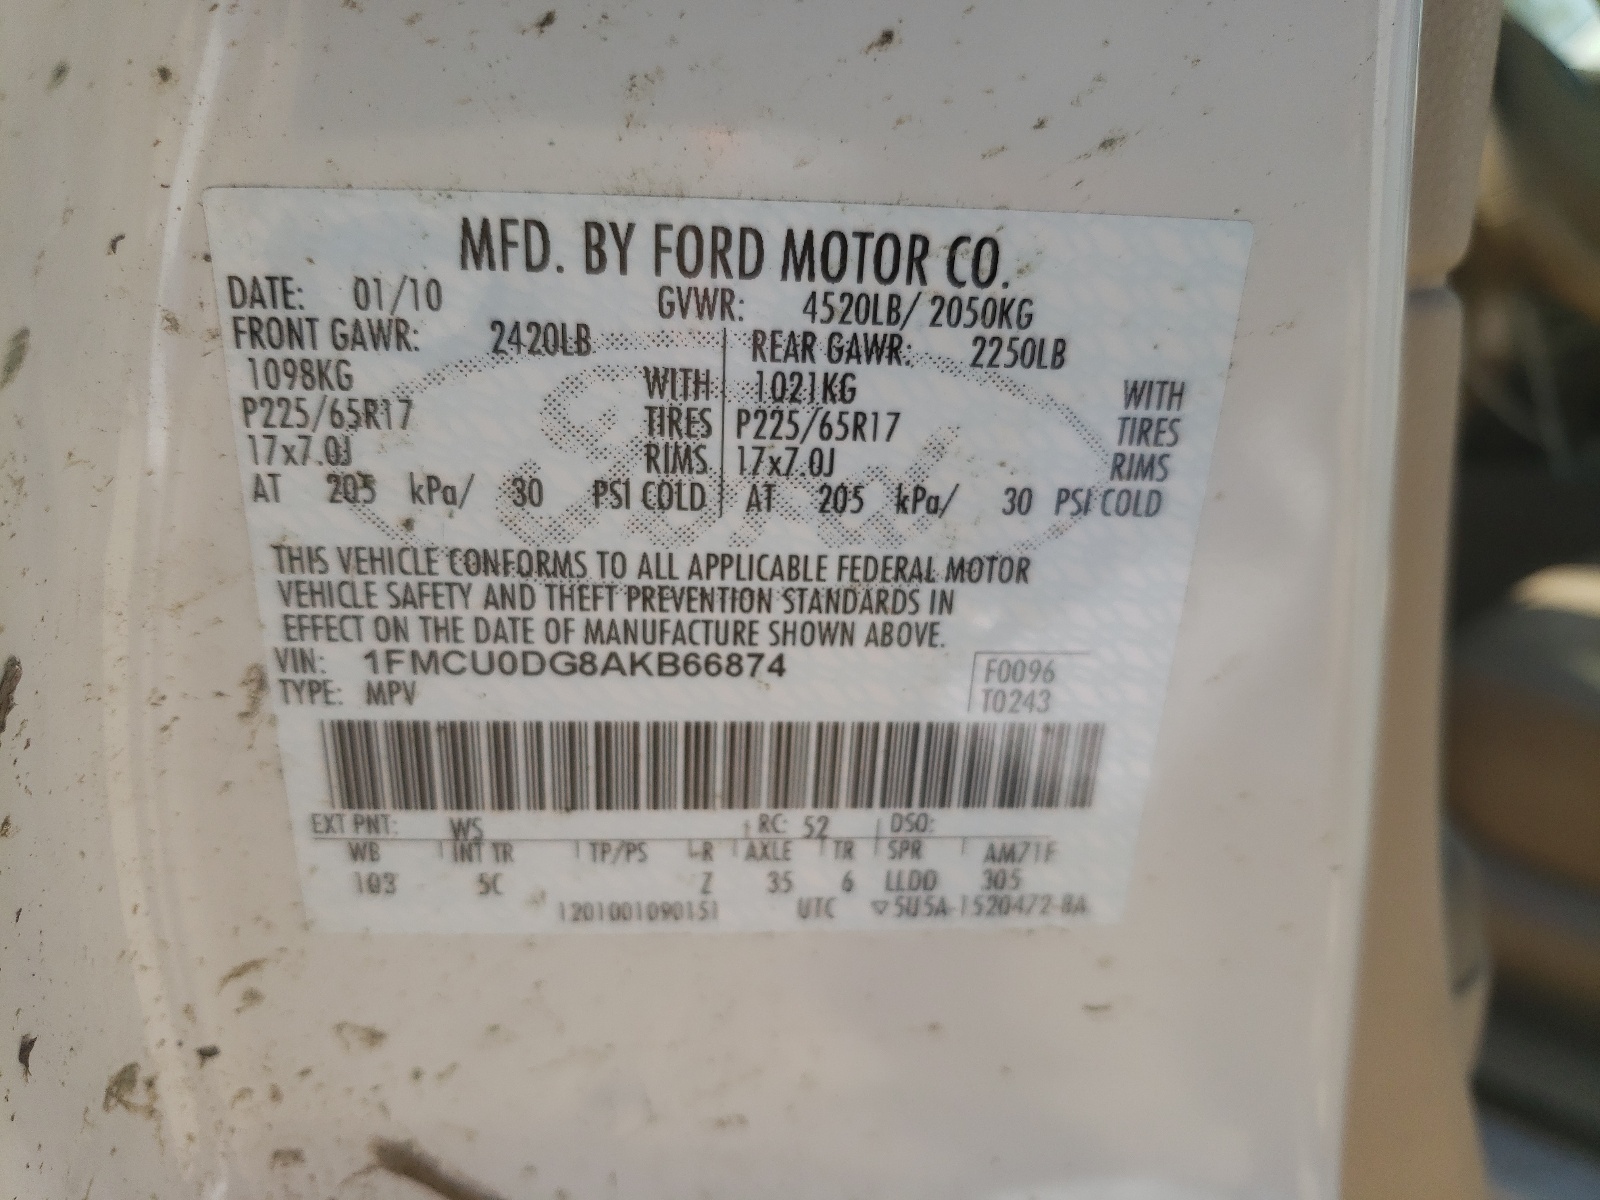 MFD. BY FORD MOTOR CO.
DATE: 01/10 GVWR: 4520LB/ 2050KG
FRONT GAWR: 2420LB REAR GAWR: 2250LB
1098KG WITH 1021KG WITH
P225/65R17 TIRES P225/65R17 TIRES
17x7.0J RIMS 17x7.0J RIMS
AT 205 kPa/ 30 PSI COLD AT 205 kPa/ 30 PSI COLD
THIS VEHICLE CONFORMS TO ALL APPLICABLE FEDERAL MOTOR
VEHICLE SAFETY AND THEFT PREVENTION STANDARDS IN
EFFECT ON THE DATE OF MANUFACTURE SHOWN ABOVE.
VIN: 1FMCU0DG8AKB66874 F0096
TYPE: MPV T0243
EXT PNT: WS RC: 52 DSO:
WB INT TR TP/PS R AXLE TR SPR
103 5C Z 35 6 LLDD 305
1201001090151 UTC ▽5U5A-1520472-BA